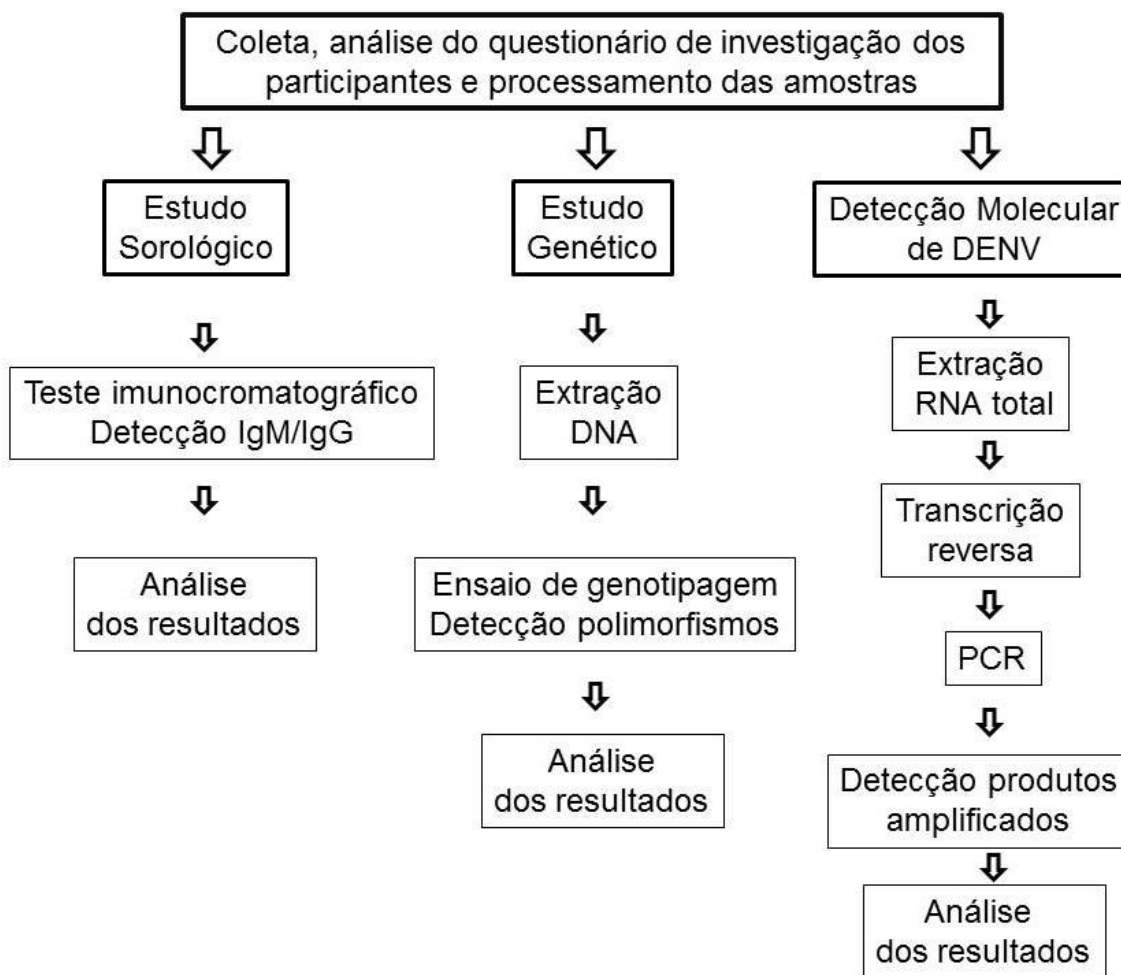 Coleta, análise do questionário de investigação dos
participantes e processamento das amostras
Estudo
Sorológico
Teste imunocromatográfico
Detecção IgM/IgG
Análise
dos resultados
Estudo
Genético
Extração
DNA
Ensaio de genotipagem
Detecção polimorfismos
Análise
dos resultados
Detecção Molecular
de DENV
Extração
RNA total
Transcrição
reversa
PCR
Detecção produtos
amplificados
Análise
dos resultados